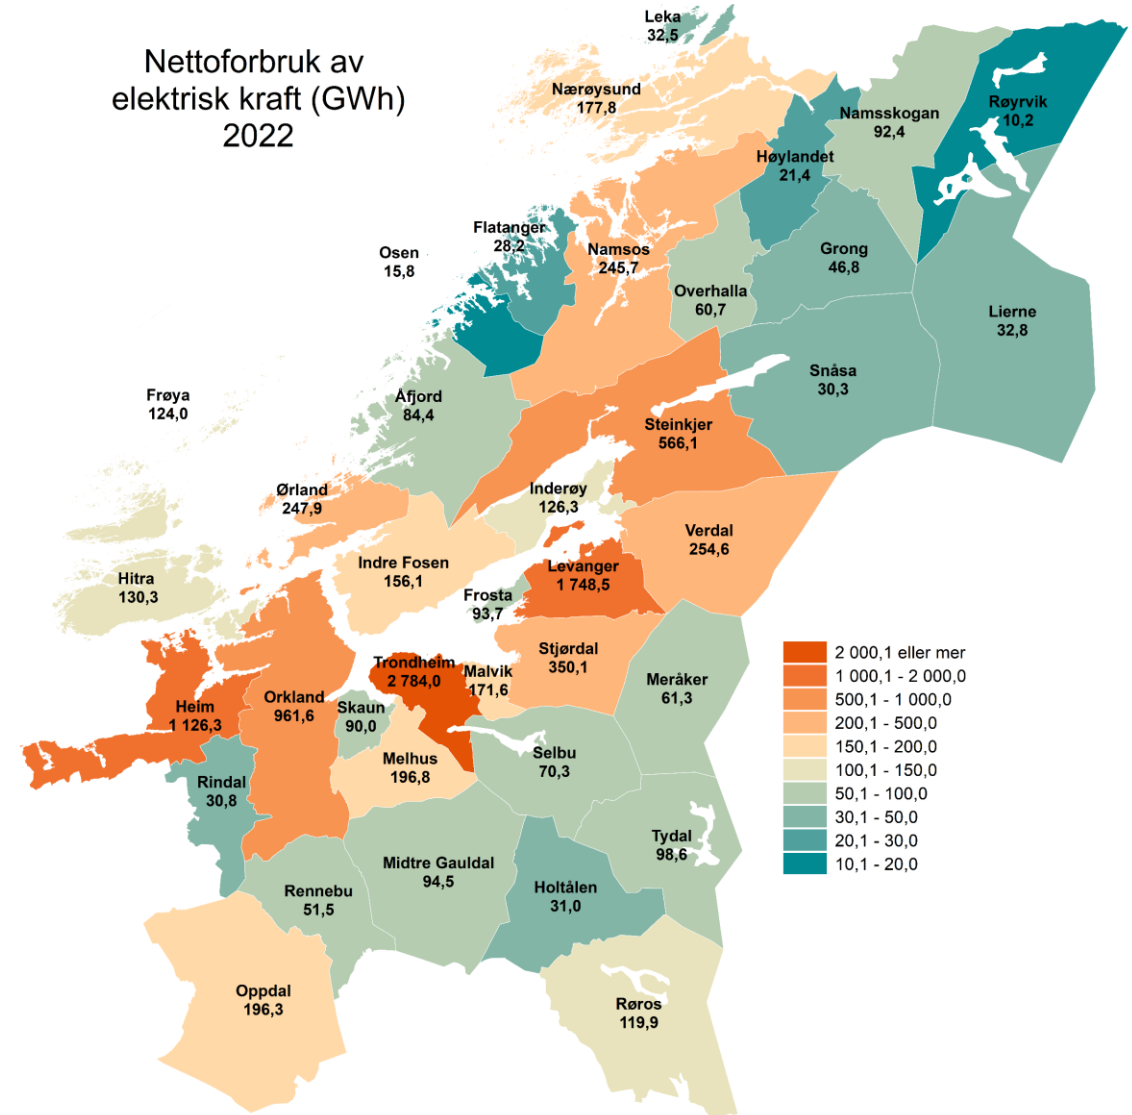 Nettoforbruk av
elektrisk kraft (GWh)
2022
Leka
32,5
Nærøysund
177,8
Røyrvik
10,2
Namsskogan
92,4
Høylandet
21,4
Flatanger
28,2
Osen
15,8
Namsos
245,7
Grong
46,8
Overhalla
60,7
Lierne
32,8
Snåsa
30,3
Frøya
124,0
Åfjord
84,4
Steinkjer
566,1
Ørland
247,9
Inderøy
126,3
Verdal
254,6
Indre Fosen
156,1
Levanger
1 748,5
Hitra
130,3
Frosta
93,7
Stjørdal
350,1
Trondheim
2 784,0
Malvik
171,6
Meråker
61,3
Heim
1 126,3
Orkland
961,6
Skaun
90,0
Selbu
70,3
Melhus
196,8
Rindal
30,8
Tydal
98,6
Midtre Gauldal
94,5
Rennebu
51,5
Holtålen
31,0
Oppdal
196,3
Røros
119,9
2 000,1 eller mer
1 000,1 - 2 000,0
500,1 - 1 000,0
200,1 - 500,0
150,1 - 200,0
100,1 - 150,0
50,1 - 100,0
30,1 - 50,0
20,1 - 30,0
10,1 - 20,0